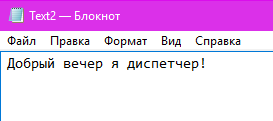 Text2 — Блокнот
Файл Правка Формат Вид Справка
Добрый вечер я диспетчер!